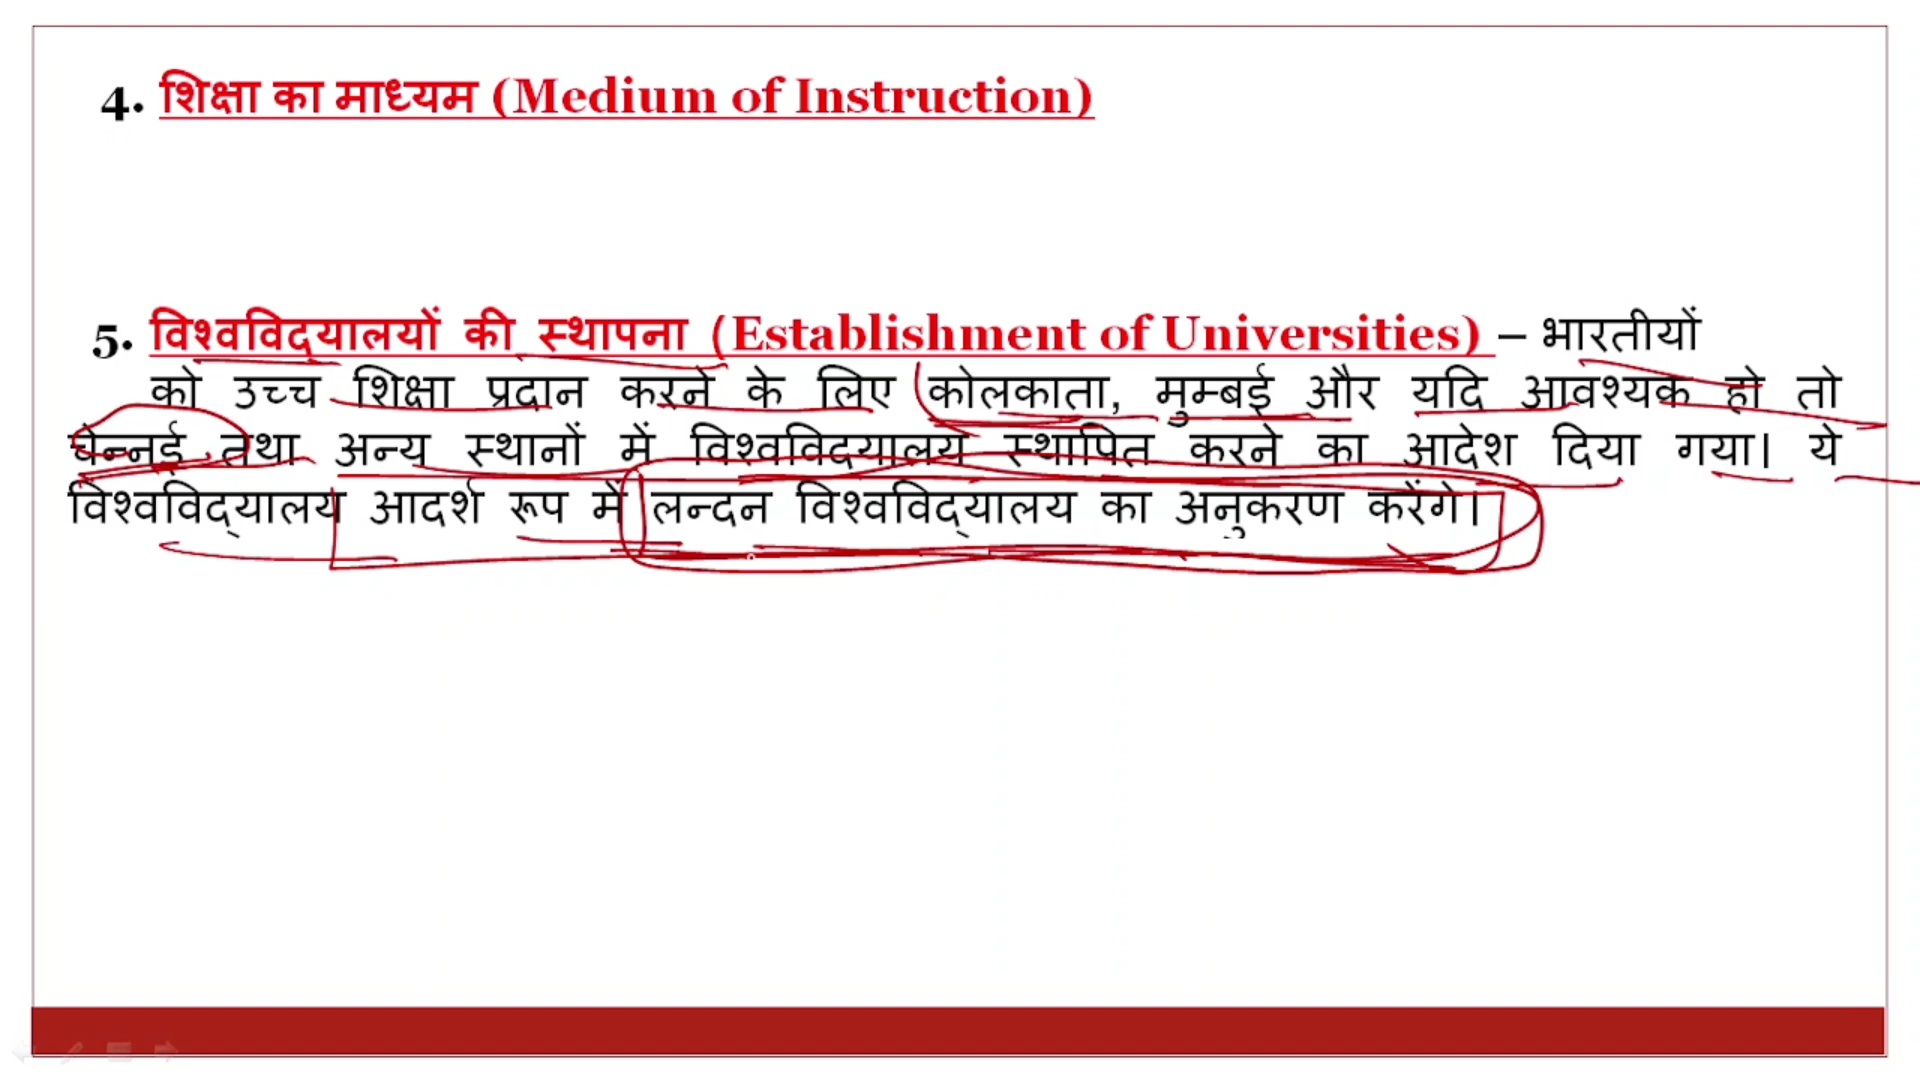 4. शिक्षा का माध्यम (Medium of Instruction)
5. विश्वविद्यालयों की स्थापना (Establishment of Universities) – भारतीयों
को उच्च शिक्षा प्रदान करने के लिए कोलकाता, मुम्बई और यदि आवश्यक हो तो
चेन्नई तथा अन्य स्थानों में विश्वविद्यालय स्थापित करने का आदेश दिया गया। ये
विश्वविद्यालय आदर्श रूप में लन्दन विश्वविद्यालय का अनुकरण करेंगे।